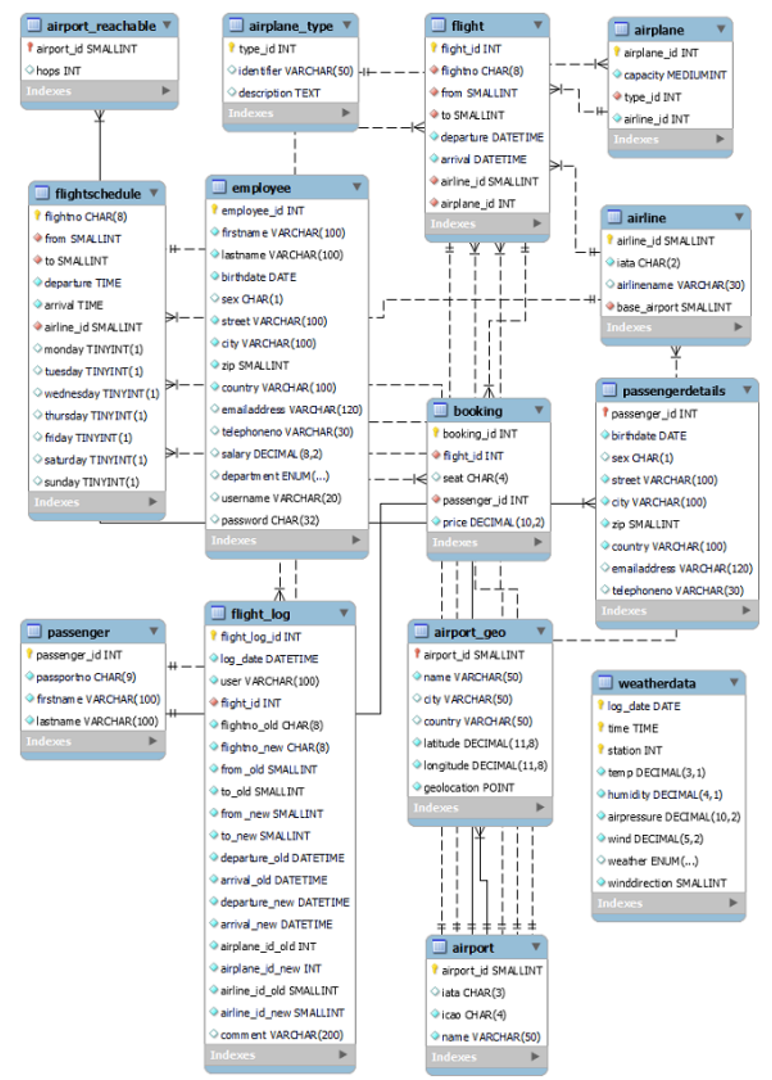 airport_reachable
airport_id SMALLINT
hops INT
Indexes
airplane_type
type_id INT
identifier VARCHAR(50)
description TEXT
Indexes
flight
flight_id INT
flightno CHAR(8)
from SMALLINT
to SMALLINT
departure DATETIME
arrival DATETIME
airline_id SMALLINT
airplane_id INT
Indexes
airplane
airplane_id INT
capacity MEDIUMINT
type_id INT
airline_id INT
Indexes
flightschedule
flightno CHAR(8)
from SMALLINT
to SMALLINT
departure TIME
arrival TIME
airline_id SMALLINT
monday TINYINT(1)
tuesday TINYINT(1)
wednesday TINYINT(1)
thursday TINYINT(1)
friday TINYINT(1)
saturday TINYINT(1)
sunday TINYINT(1)
Indexes
employee
employee_id INT
firstname VARCHAR(100)
lastname VARCHAR(100)
birthdate DATE
sex CHAR(1)
street VARCHAR(100)
city VARCHAR(100)
zip SMALLINT
country VARCHAR(100)
emailaddress VARCHAR(120)
telephoneno VARCHAR(30)
salary DECIMAL(8,2)
department ENUM(...)
username VARCHAR(20)
password CHAR(32)
Indexes
airline
airline_id SMALLINT
iata CHAR(2)
airlinename VARCHAR(30)
base_airport SMALLINT
Indexes
booking
booking_id INT
flight_id INT
seat CHAR(4)
passenger_id INT
price DECIMAL(10,2)
Indexes
passengerdetails
passenger_id INT
birthdate DATE
sex CHAR(1)
street VARCHAR(100)
city VARCHAR(100)
zip SMALLINT
country VARCHAR(100)
emailaddress VARCHAR(120)
telephoneno VARCHAR(30)
Indexes
passenger
passenger_id INT
passportno CHAR(9)
firstname VARCHAR(100)
lastname VARCHAR(100)
Indexes
flight_log
flight_log_id INT
log_date DATETIME
user VARCHAR(100)
flight_id INT
flightno_old CHAR(8)
flightno_new CHAR(8)
from_old SMALLINT
to_old SMALLINT
from_new SMALLINT
to_new SMALLINT
departure_old DATETIME
arrival_old DATETIME
departure_new DATETIME
arrival_new DATETIME
airplane_id_old INT
airplane_id_new INT
airline_id_old SMALLINT
airline_id_new SMALLINT
comment VARCHAR(200)
Indexes
airport_geo
airport_id SMALLINT
name VARCHAR(50)
city VARCHAR(50)
country VARCHAR(50)
latitude DECIMAL(11,8)
longitude DECIMAL(11,8)
geolocation POINT
Indexes
weatherdata
log_date DATE
time TIME
station INT
temp DECIMAL(3,1)
humidity DECIMAL(4,1)
airpressure DECIMAL(10,2)
wind DECIMAL(5,2)
weather ENUM(...)
winddirection SMALLINT
Indexes
airport
airport_id SMALLINT
iata CHAR(3)
icao CHAR(4)
name VARCHAR(50)
Indexes